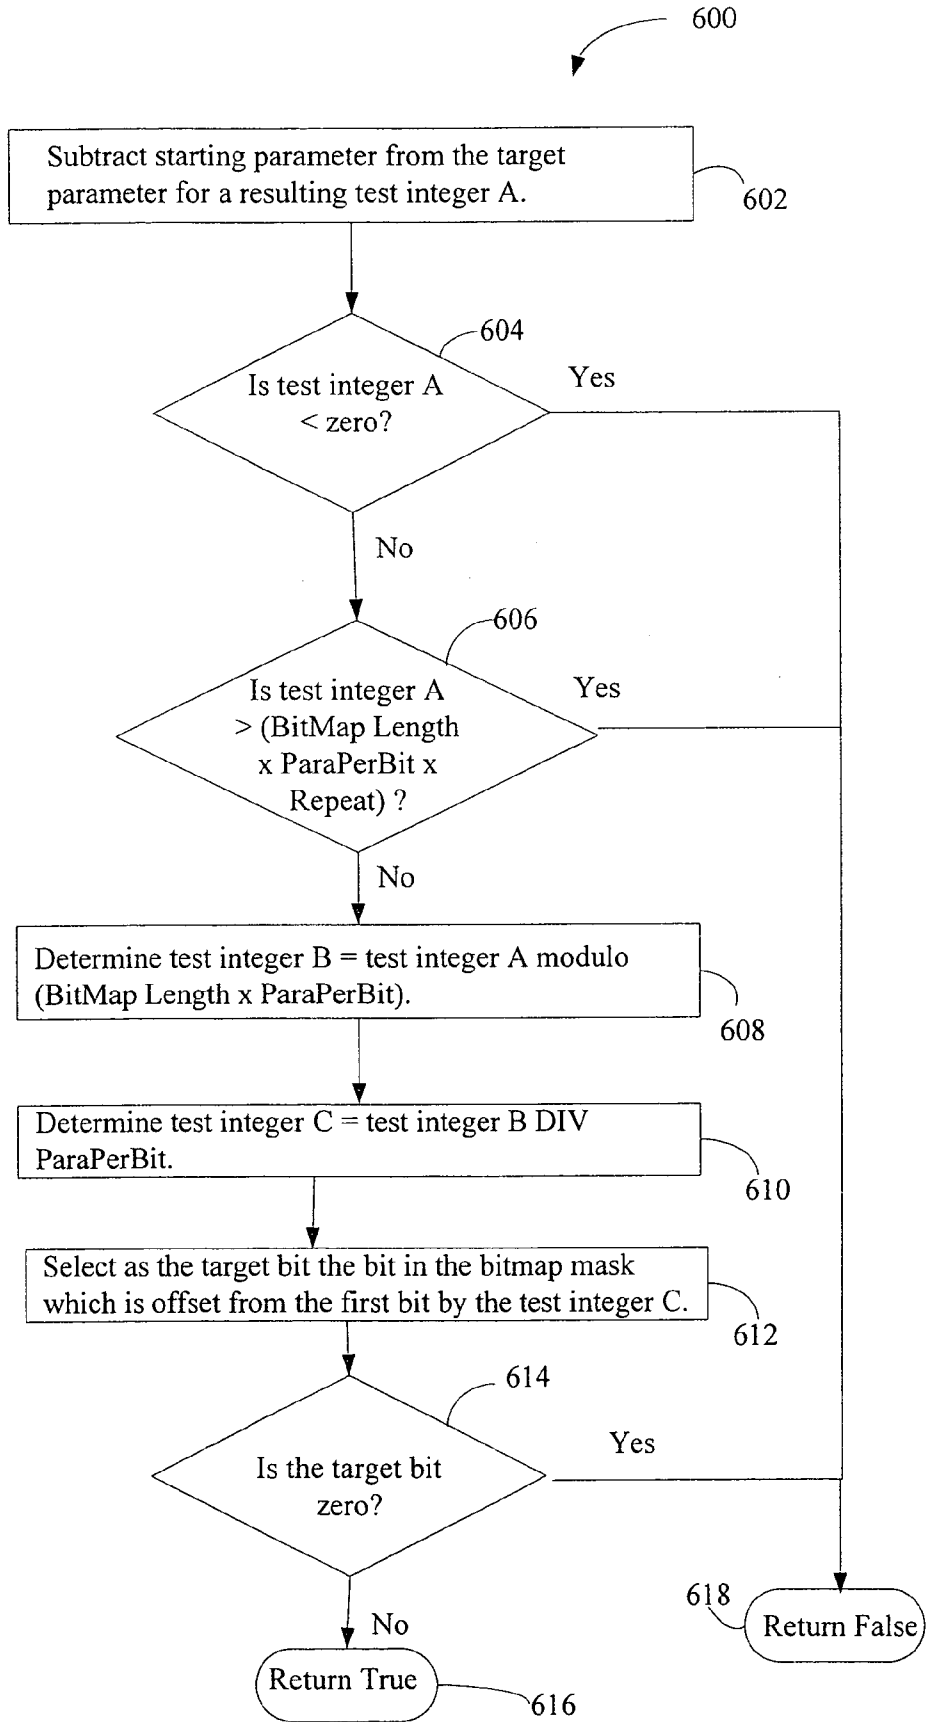 600
Subtract starting parameter from the target
parameter for a resulting test integer A.
602
604
Is test integer A
< zero?
Yes
No
606
Is test integer A
> (BitMap Length
x ParaPerBit x
Repeat) ?
Yes
No
Determine test integer B = test integer A modulo
(BitMap Length x ParaPerBit).
608
Determine test integer C = test integer B DIV
ParaPerBit.
610
Select as the target bit the bit in the bitmap mask
which is offset from the first bit by the test integer C.
612
614
Is the target bit
zero?
Yes
No
618
Return False
Return True
616